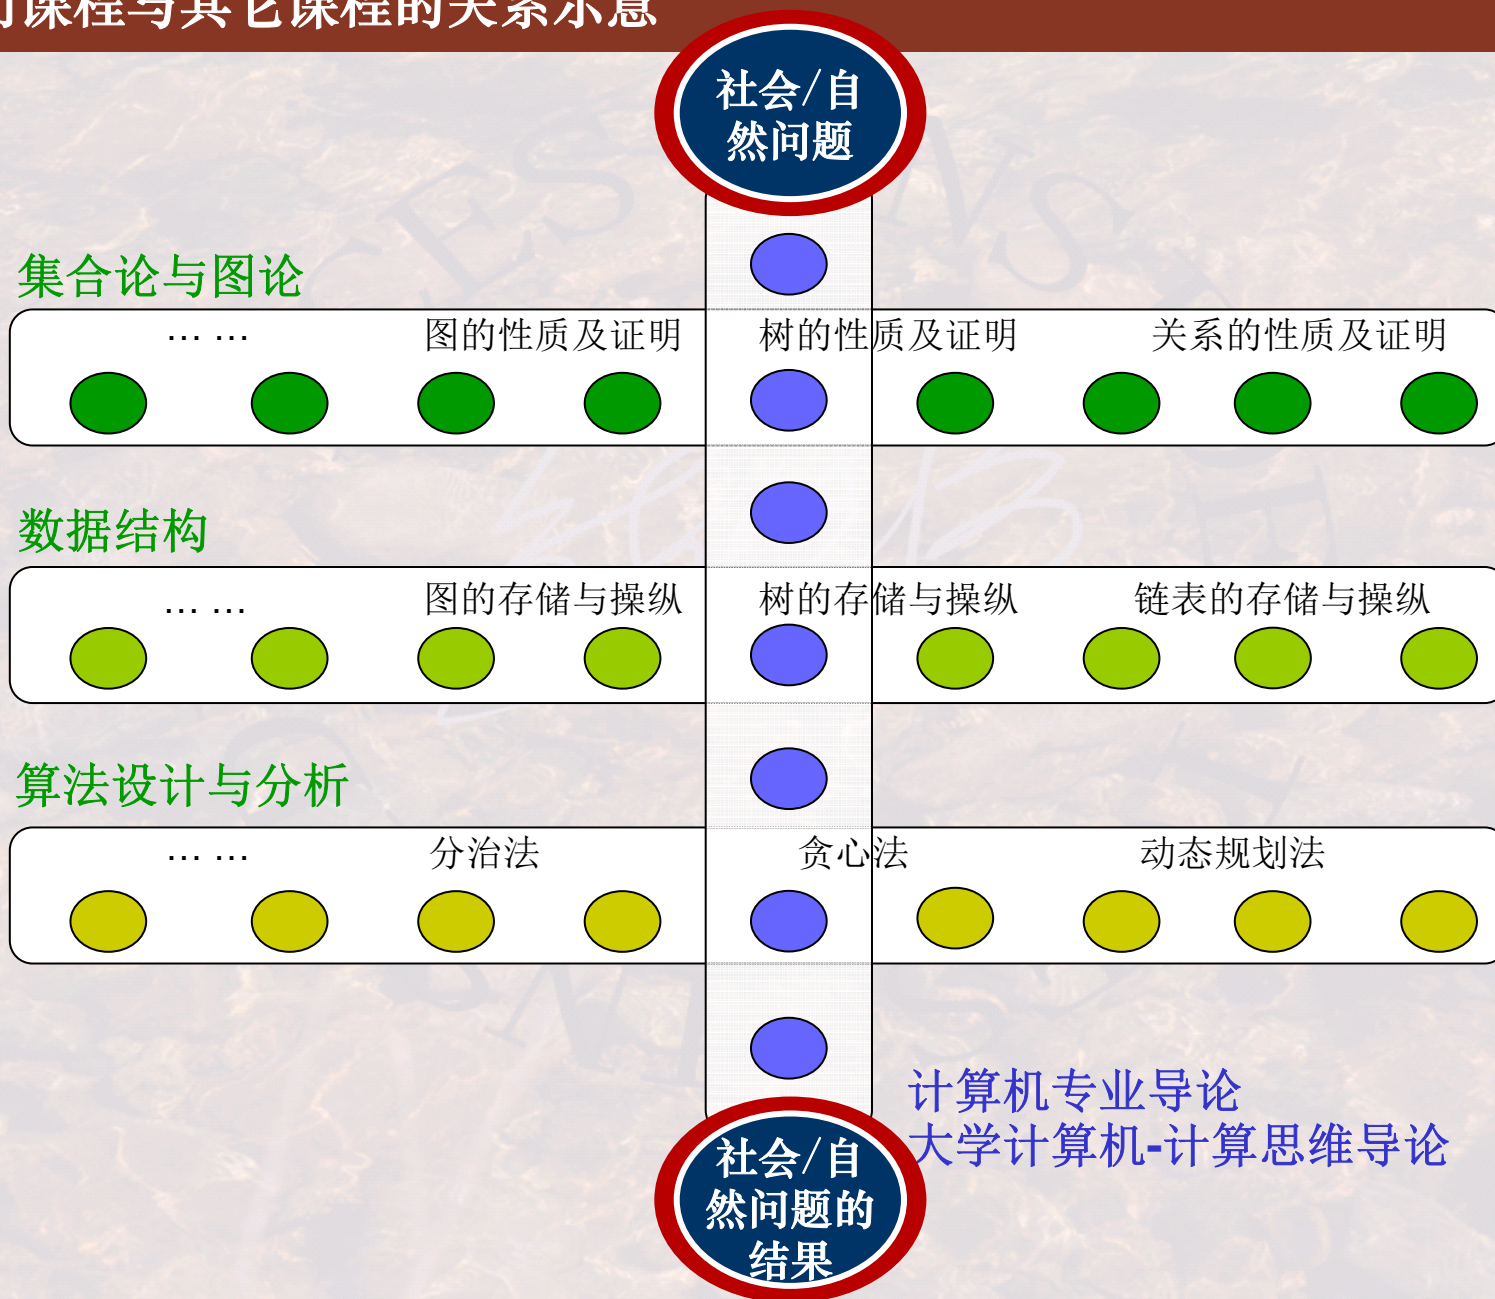 课程与其它课程的关系示意
社会/自
然问题
集合论与图论
… … 图的性质及证明 树的性质及证明 关系的性质及证明
数据结构
… … 图的存储与操纵 树的存储与操纵 链表的存储与操纵
算法设计与分析
… … 分治法 贪心法 动态规划法
计算机专业导论
大学计算机-计算思维导论
社会/自
然问题的
结果